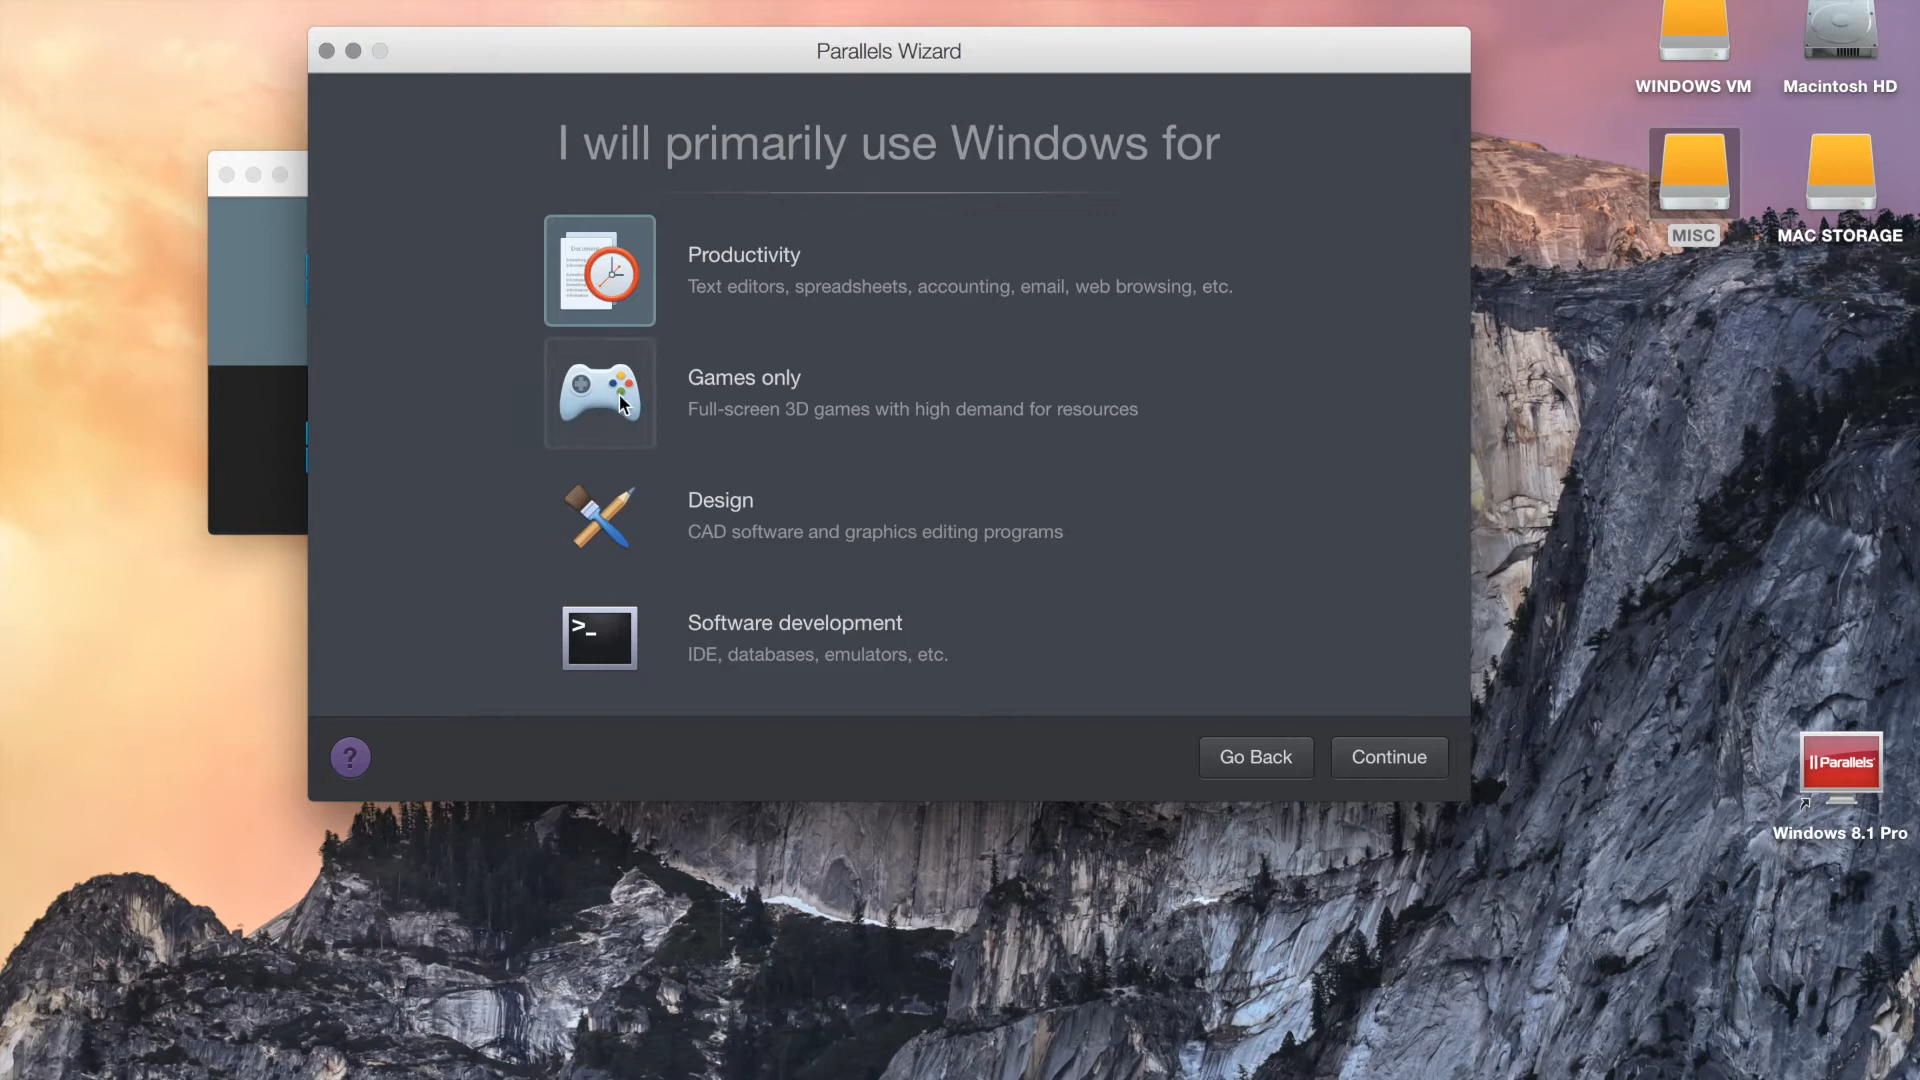 Parallels Wizard
WINDOWS VM
Macintosh HD
I will primarily use Windows for
MISC
MAC STORAGE
Productivity
Text editors, spreadsheets, accounting, email, web browsing, etc.
Games only
Full-screen 3D games with high demand for resources
Design
CAD software and graphics editing programs
>_
Software development
IDE, databases, emulators, etc.
?
Go Back
Continue
Parallels
Windows 8.1 Pro